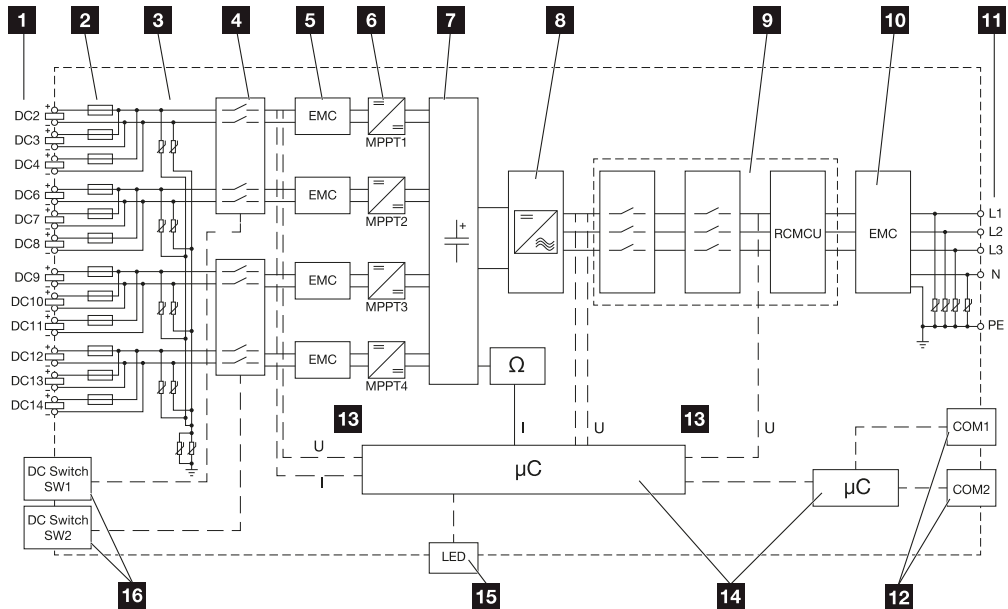 1 2 3 4 5 6 7 8 9 10 11
DC2
DC3
DC4
DC6
DC7
DC8
DC9
DC10
DC11
DC12
DC13
DC14
+
-
+
-
+
-
+
-
+
-
+
-
+
-
+
-
+
-
+
-
+
-
+
-
EMC
MPPT1
EMC
MPPT2
EMC
MPPT3
EMC
MPPT4
+
RCMCU
EMC
L1
L2
L3
N
PE
Ω
13
I
U
13
U
U
I
µC
µC
COM1
COM2
DC Switch
SW1
DC Switch
SW2
LED
16 15 14 12